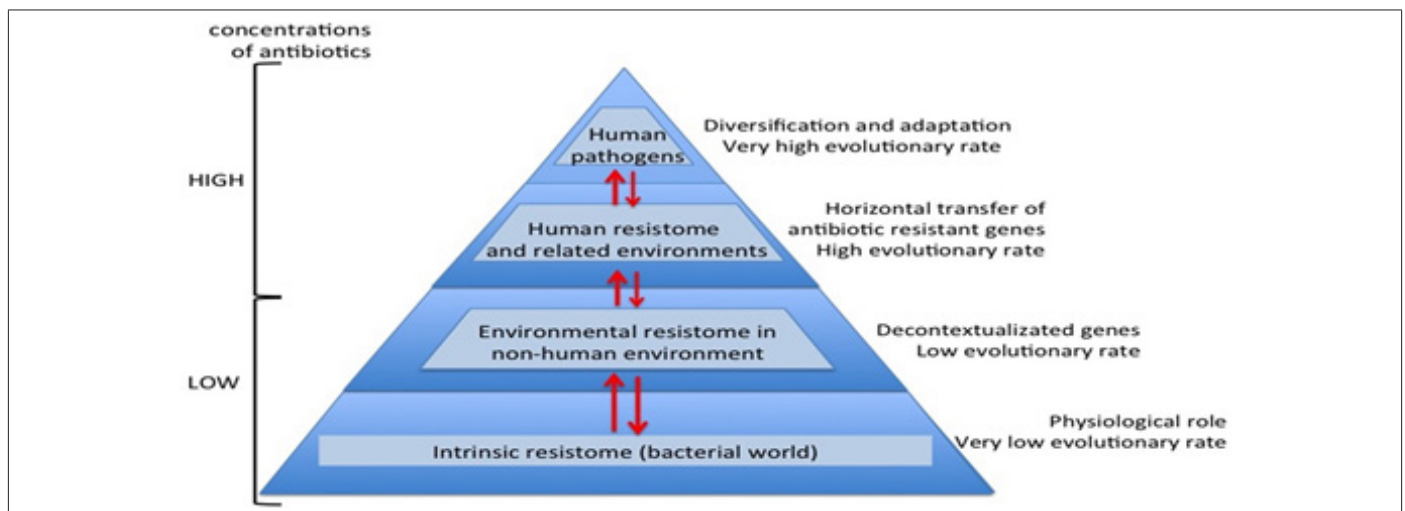 concentrations
of antibiotics
HIGH
LOW
Human
pathogens
Diversification and adaptation
Very high evolutionary rate
Human resistome
and related environments
Horizontal transfer of
antibiotic resistant genes
High evolutionary rate
Environmental resistome in
non-human environment
Decontextualizated genes
Low evolutionary rate
Intrinsic resistome (bacterial world)
Physiological role
Very low evolutionary rate